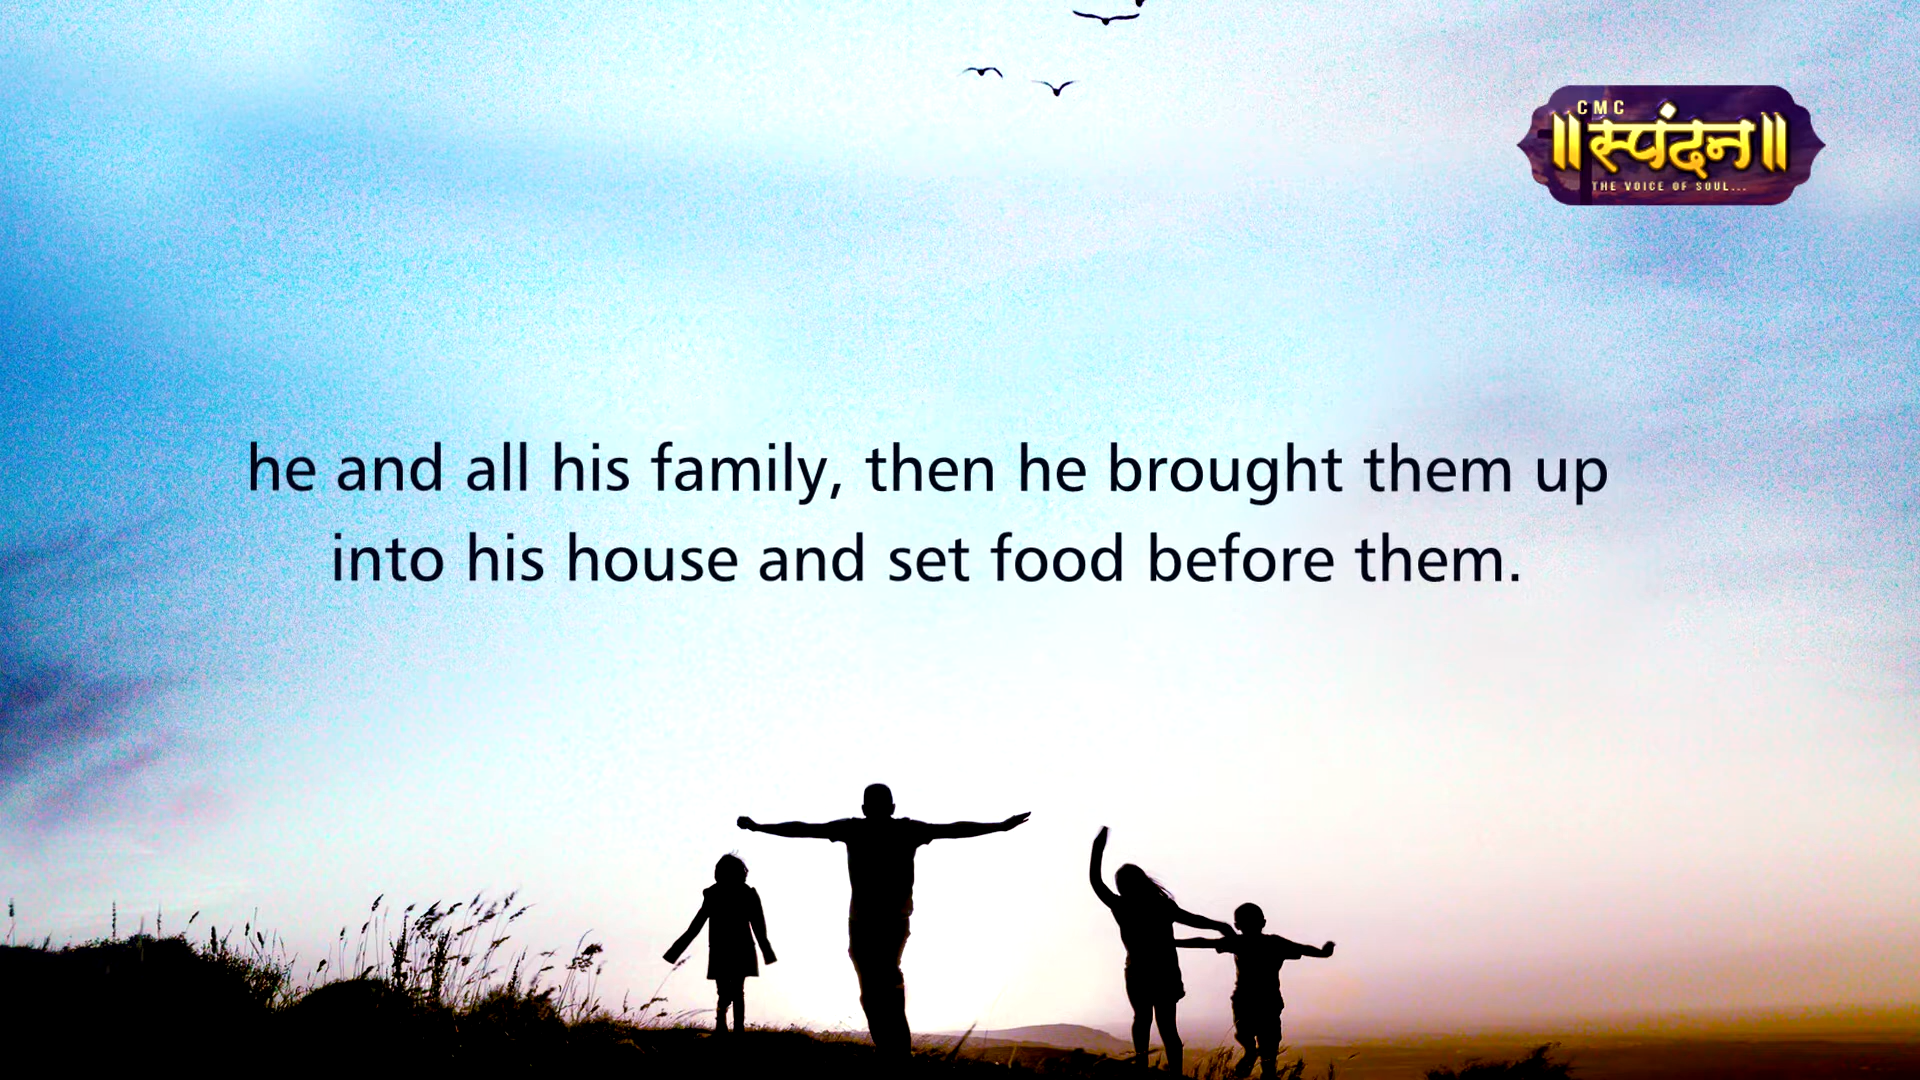 CMC
॥स्पंदन॥
THE VOICE OF SOUL...
he and all his family, then he brought them up
into his house and set food before them.